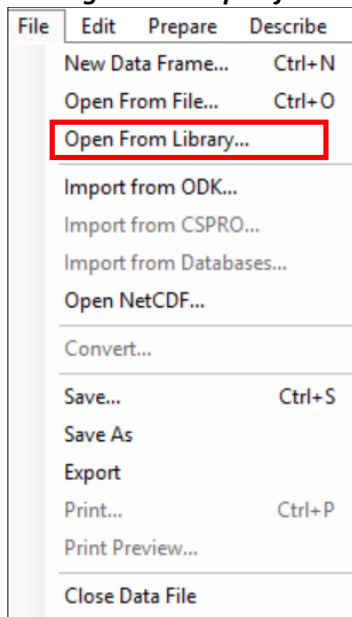 File Edit Prepare Describe
New Data Frame... Ctrl+N
Open From File... Ctrl+O
Open From Library...
Import from ODK...
Import from CSPRO...
Import from Databases...
Open NetCDF...
Convert...
Save... Ctrl+S
Save As
Export
Print... Ctrl+P
Print Preview...
Close Data File